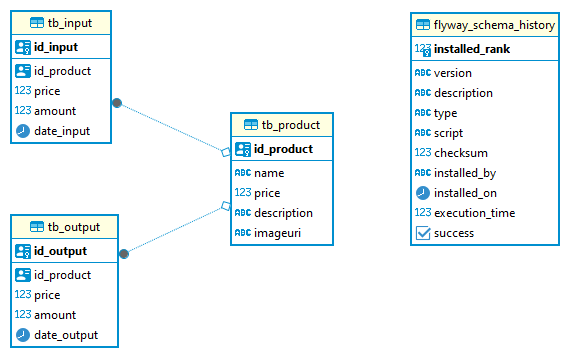 tb_input
id_input
id_product
123 price
123 amount
date_input
tb_output
id_output
id_product
123 price
123 amount
date_output
tb_product
id_product
ABC name
123 price
ABC description
ABC imageuri
flyway_schema_history
123 installed_rank
ABC version
ABC description
ABC type
ABC script
123 checksum
ABC installed_by
installed_on
123 execution_time
success